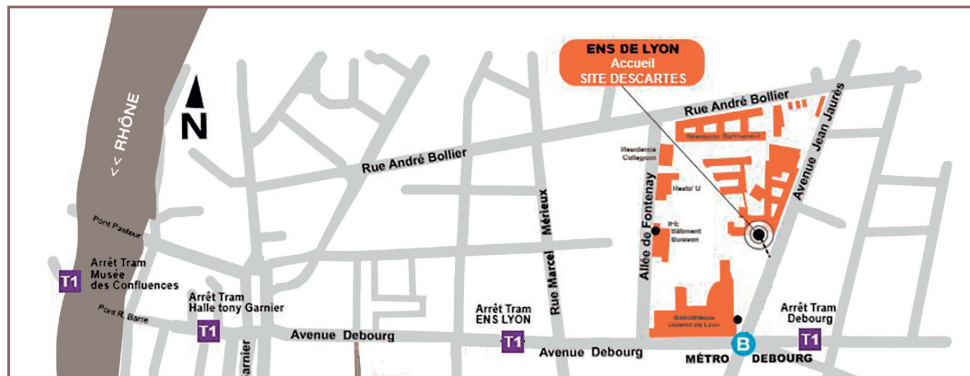 ENS DE LYON
Accueil
SITE DESCARTES
<< RHÔNE
N
Rue André Bollier
Rue André Bollier
Avenue Jean Jaurès
Résidence
Allée de Fontenay
Rue Marcel Mérieux
Pont Pasteur
T1
Arrêt Tram
Musée
des Confluences
Pont R. Barre
Arrêt Tram
Halle tony Garnier
T1
Garnier
Avenue Debourg
Arrêt Tram
ENS LYON
T1
Avenue Debourg
Bâtiment
MÉTRO B DEBOURG
Arrêt Tram
Debourg
T1